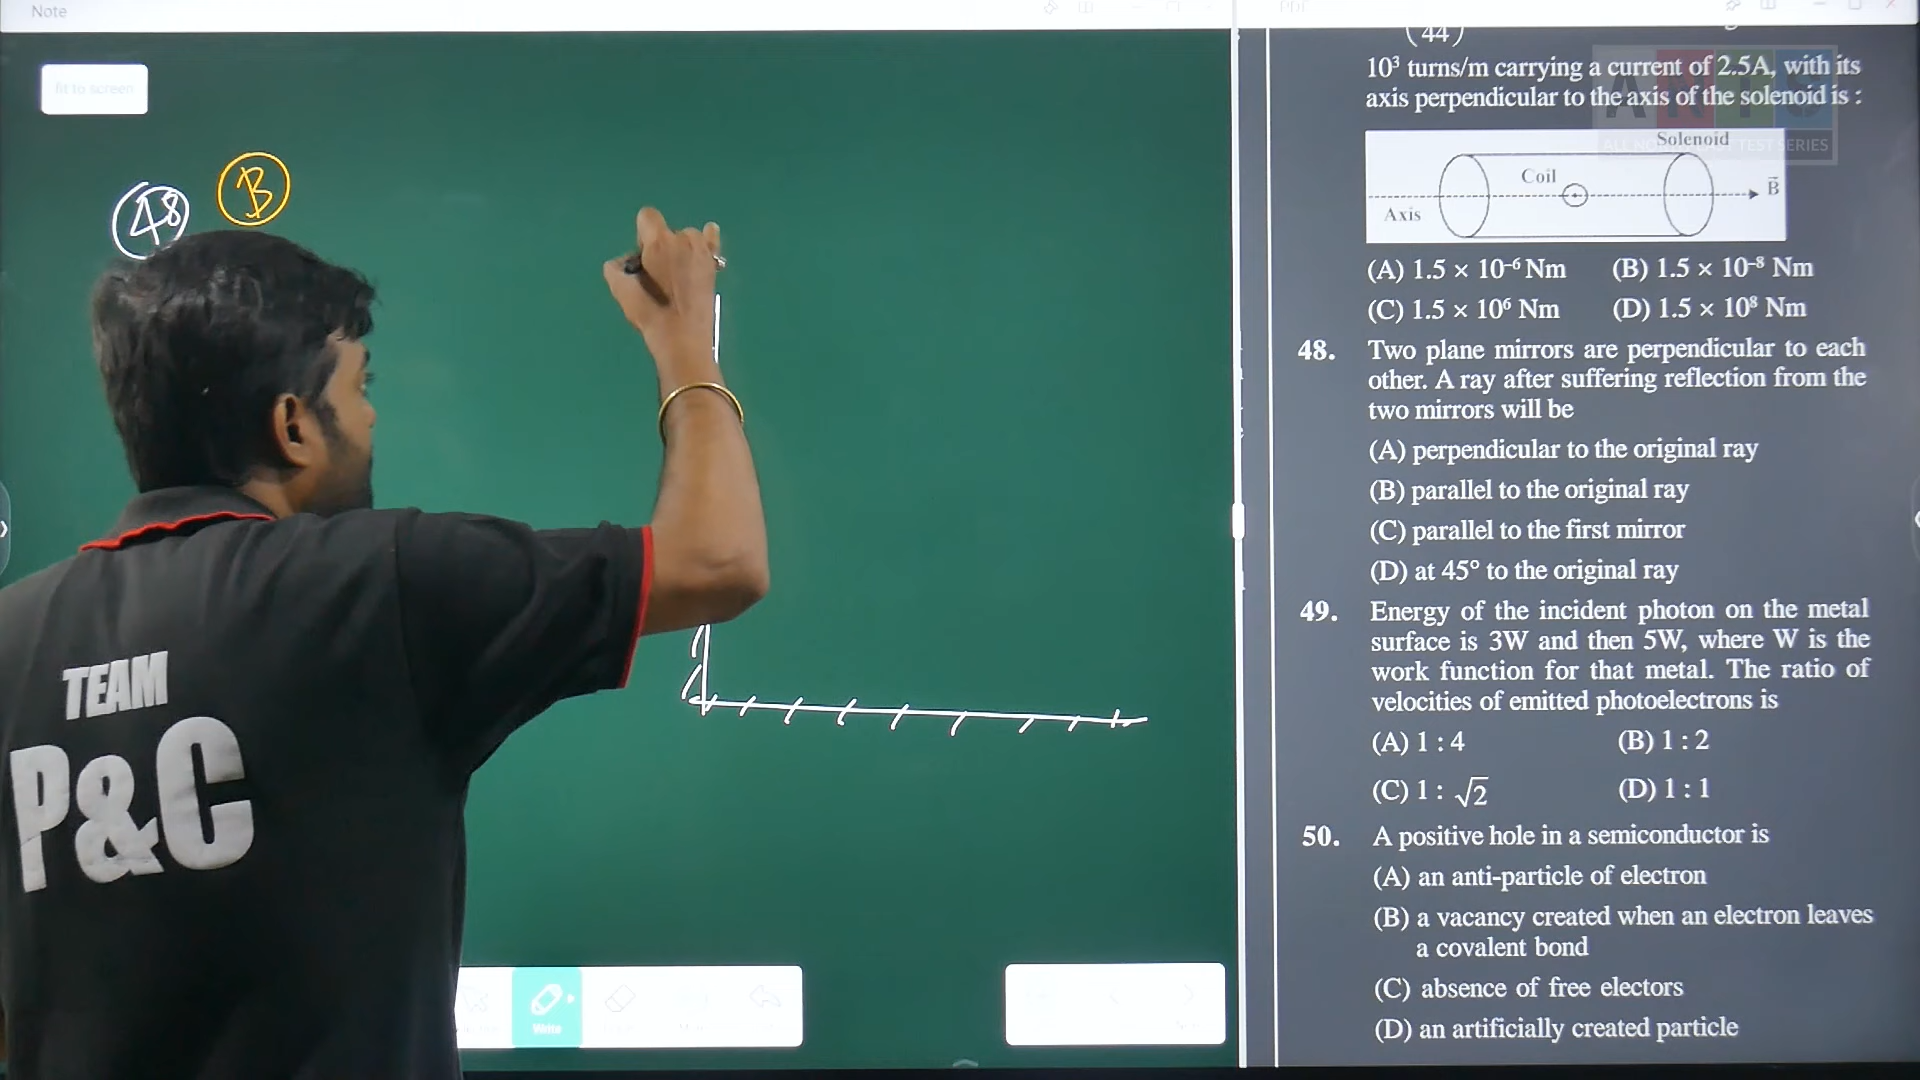 Note
PDF
fit to screen
48 B
TEAM
P&C
Write
(44)
10³ turns/m carrying a current of 2.5A, with its
axis perpendicular to the axis of the solenoid is :
ANTS
Solenoid
Coil
B⃗
Axis
(A) 1.5 × 10⁻⁶ Nm (B) 1.5 × 10⁻⁸ Nm
(C) 1.5 × 10⁶ Nm (D) 1.5 × 10⁸ Nm
48. Two plane mirrors are perpendicular to each
other. A ray after suffering reflection from the
two mirrors will be
(A) perpendicular to the original ray
(B) parallel to the original ray
(C) parallel to the first mirror
(D) at 45° to the original ray
49. Energy of the incident photon on the metal
surface is 3W and then 5W, where W is the
work function for that metal. The ratio of
velocities of emitted photoelectrons is
(A) 1 : 4 (B) 1 : 2
(C) 1 : √2 (D) 1 : 1
50. A positive hole in a semiconductor is
(A) an anti-particle of electron
(B) a vacancy created when an electron leaves
a covalent bond
(C) absence of free electors
(D) an artificially created particle